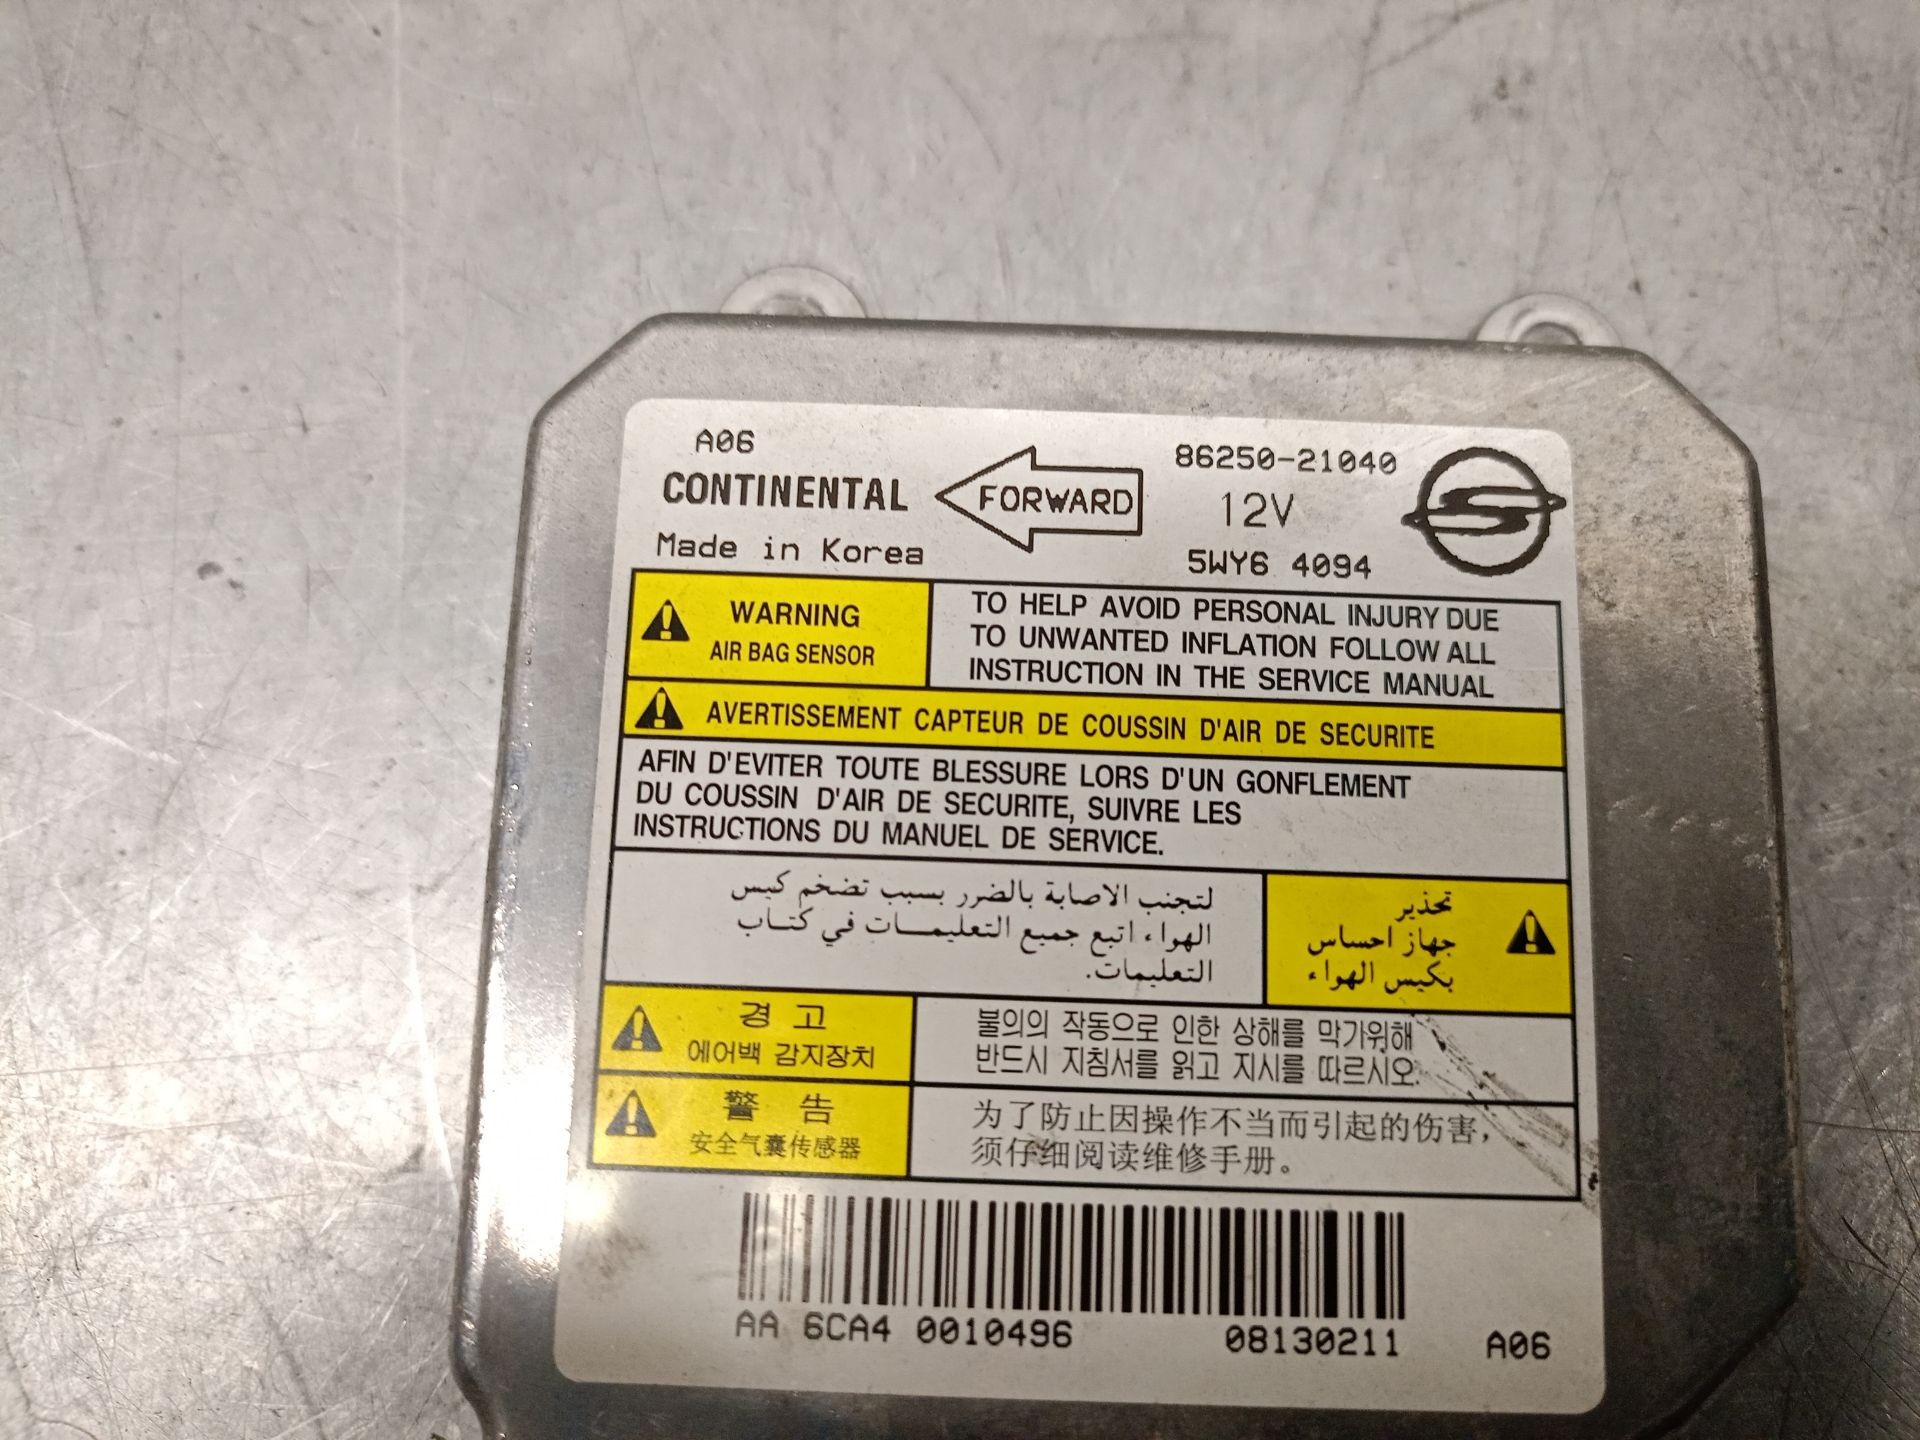 A06
CONTINENTAL
Made in Korea
FORWARD
86250-21040
12V
5WY6 4094
WARNING
AIR BAG SENSOR
TO HELP AVOID PERSONAL INJURY DUE
TO UNWANTED INFLATION FOLLOW ALL
INSTRUCTION IN THE SERVICE MANUAL
AVERTISSEMENT CAPTEUR DE COUSSIN D'AIR DE SECURITE
AFIN D'EVITER TOUTE BLESSURE LORS D'UN GONFLEMENT
DU COUSSIN D'AIR DE SECURITE, SUIVRE LES
INSTRUCTIONS DU MANUEL DE SERVICE.
تحذير
جهاز احساس
بكيس الهواء
لتجنب الاصابة بالضرر بسبب تضخم كيس
الهواء اتبع جميع التعليمـــات في كتـاب
التعليمات.
경 고
에어백 감지장치
불의의 작동으로 인한 상해를 막기위해
반드시 지침서를 읽고 지시를 따르시오.
警 告
安全气囊传感器
为了防止因操作不当而引起的伤害，
须仔细阅读维修手册。
AA 6CA4 0010496 08130211 A06